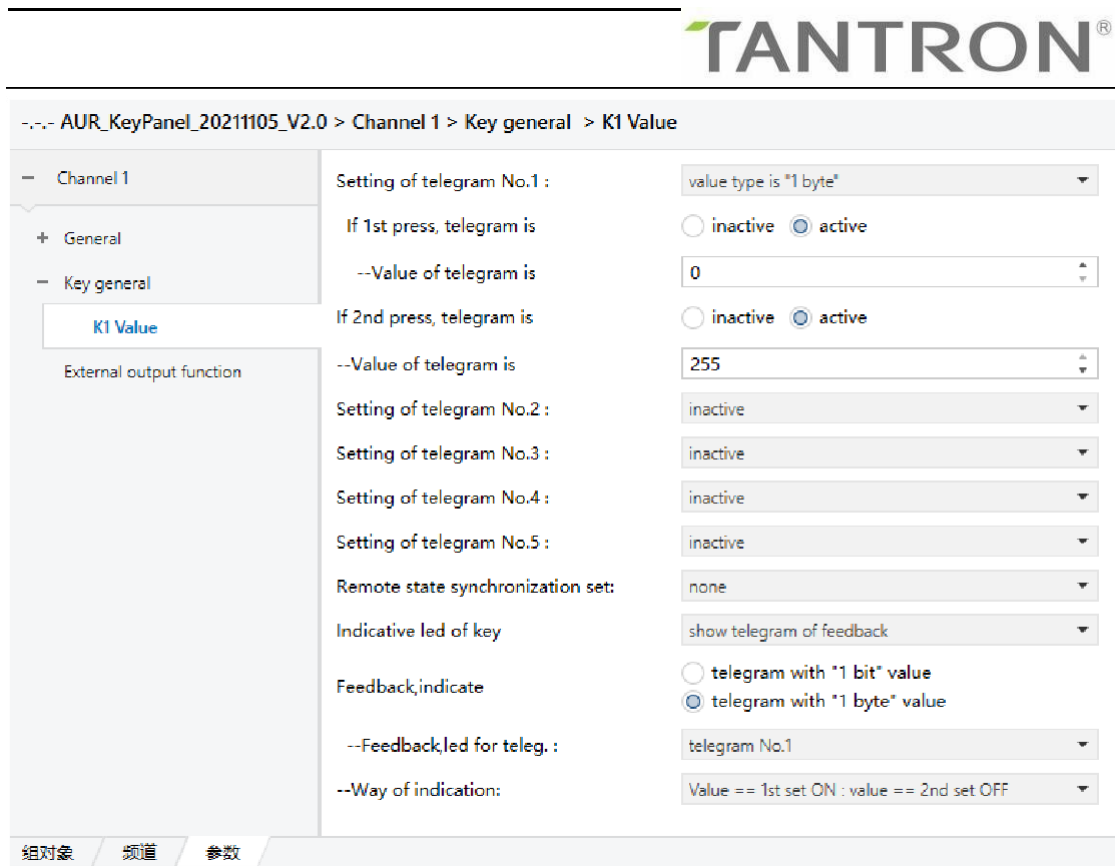 TANTRON®
-.-.- AUR_KeyPanel_20211105_V2.0 > Channel 1 > Key general > K1 Value
Channel 1
General
Key general
K1 Value
External output function
Setting of telegram No.1 : value type is "1 byte"
If 1st press, telegram is inactive active
--Value of telegram is 0
If 2nd press, telegram is inactive active
--Value of telegram is 255
Setting of telegram No.2 : inactive
Setting of telegram No.3 : inactive
Setting of telegram No.4 : inactive
Setting of telegram No.5 : inactive
Remote state synchronization set: none
Indicative led of key show telegram of feedback
Feedback,indicate telegram with "1 bit" value
telegram with "1 byte" value
--Feedback,led for teleg. : telegram No.1
--Way of indication: Value == 1st set ON : value == 2nd set OFF
组对象 频道 参数